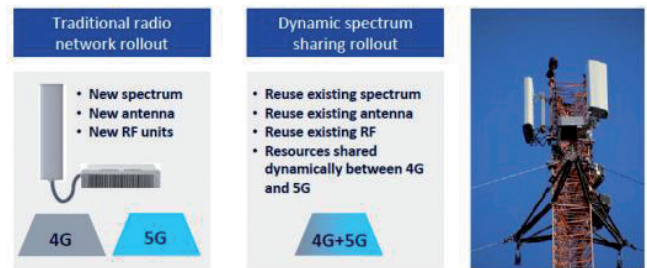 Traditional radio
network rollout
• New spectrum
• New antenna
• New RF units
4G
5G
Dynamic spectrum
sharing rollout
• Reuse existing spectrum
• Reuse existing antenna
• Reuse existing RF
• Resources shared
dynamically between 4G
and 5G
4G+5G